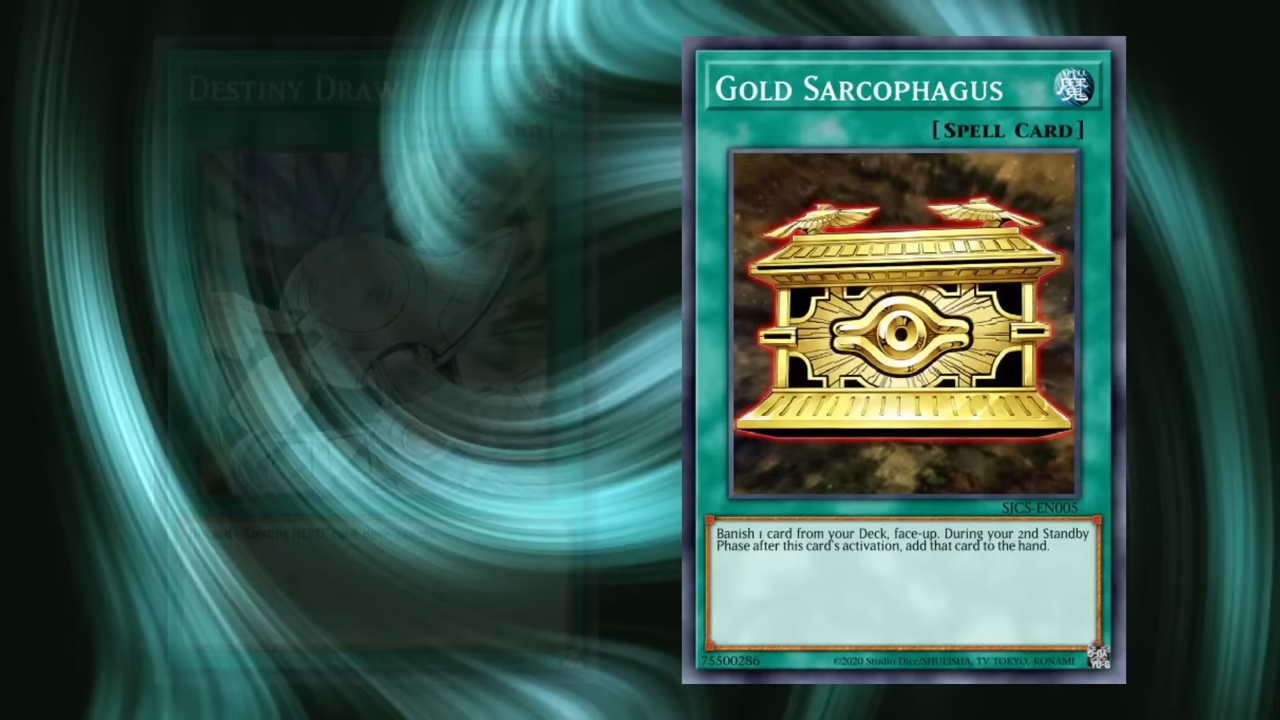 DESTINY DRAW
GOLD SARCOPHAGUS
[SPELL CARD]
SJCS-EN005
Banish 1 card from your Deck, face-up. During your 2nd Standby
Phase after this card's activation, add that card to the hand.
75500286
©2020 Studio Dice/SHUEISHA, TV TOKYO, KONAMI